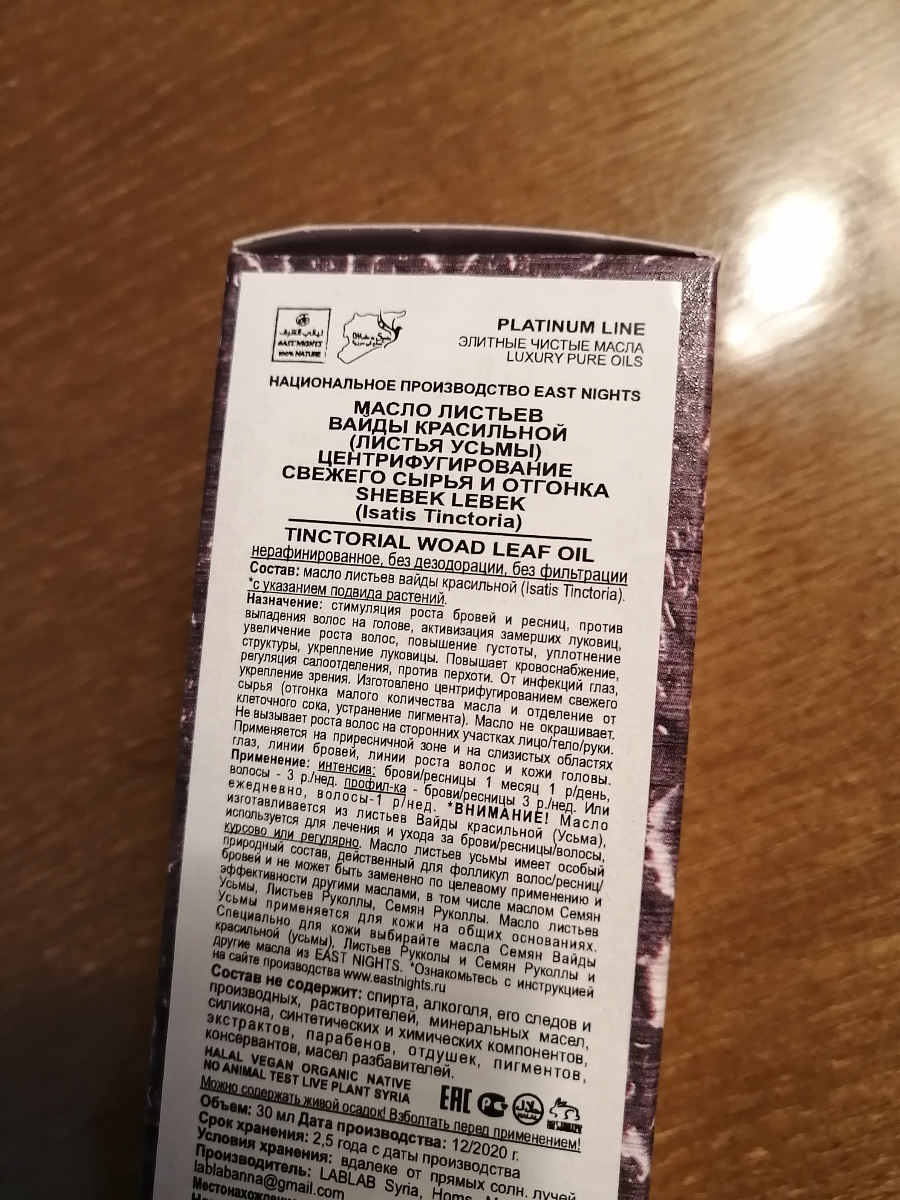 EAST NIGHTS
100% NATURE
PLATINUM LINE
ЭЛИТНЫЕ ЧИСТЫЕ МАСЛА
LUXURY PURE OILS
НАЦИОНАЛЬНОЕ ПРОИЗВОДСТВО EAST NIGHTS
МАСЛО ЛИСТЬЕВ
ВАЙДЫ КРАСИЛЬНОЙ
(ЛИСТЬЯ УСЬМЫ)
ЦЕНТРИФУГИРОВАНИЕ
СВЕЖЕГО СЫРЬЯ И ОТГОНКА
SHEBEK LEBEK
(Isatis Tinctoria)
TINCTORIAL WOAD LEAF OIL
нерафинированное, без дезодорации, без фильтрации
Состав: масло листьев вайды красильной (Isatis Tinctoria).
*с указанием подвида растений.
Назначение: стимуляция роста бровей и ресниц, против
выпадения волос на голове, активизация замерших луковиц,
увеличение роста волос, повышение густоты, уплотнение
структуры, укрепление луковицы. Повышает кровоснабжение,
регуляция салоотделения, против перхоти. От инфекций глаз,
укрепление зрения. Изготовлено центрифугированием свежего
сырья (отгонка малого количества масла и отделение от
клеточного сока, устранение пигмента). Масло не окрашивает.
Не вызывает роста волос на сторонних участках лицо/тело/руки.
Применяется на приресничной зоне и на слизистых областях
глаз, линии бровей, линии роста волос и кожи головы.
Применение: интенсив: брови/ресницы 1 месяц 1 р/день,
волосы - 3 р./нед. профил-ка - брови/ресницы 3 р./нед. Или
ежедневно, волосы-1 р/нед. *ВНИМАНИЕ! Масло
изготавливается из листьев Вайды красильной (Усьма),
используется для лечения и ухода за брови/ресницы/волосы,
курсово или регулярно. Масло листьев усьмы имеет особый
природный состав, действенный для фолликул волос/ресниц/
бровей и не может быть заменено по целевому применению и
эффективности другими маслами, в том числе маслом Семян
Усьмы, Листьев Руколлы, Семян Руколлы. Масло листьев
Усьмы применяется для кожи на общих основаниях.
Специально для кожи выбирайте масла Семян Вайды
красильной (усьмы), Листьев Рукколы и Семян Руколлы и
другие масла из EAST NIGHTS. *Ознакомьтесь с инструкцией
на сайте производства www.eastnights.ru
Состав не содержит: спирта, алкоголя, его следов и
производных, растворителей, минеральных масел,
силикона, синтетических и химических компонентов,
экстрактов, парабенов, отдушек, пигментов,
консервантов, масел разбавителей.
HALAL VEGAN ORGANIC NATIVE
NO ANIMAL TEST LIVE PLANT SYRIA
EAC
HALAL
Можно содержать живой осадок! Взболтать перед применением!
Объем: 30 мл Дата производства: 12/2020 г.
Срок хранения: 2,5 года с даты производства
Условия хранения: вдалеке от прямых солн. лучей
Производитель: LABLAB Syria, Homs,
lablabanna@gmail.com
Местонахождение